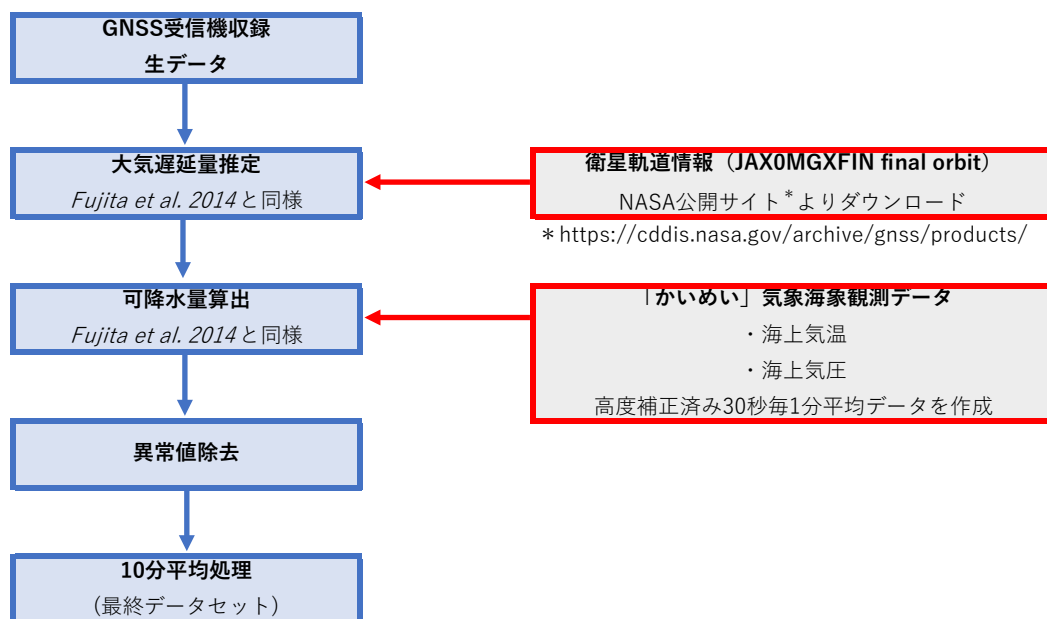 GNSS受信機収録
生データ
大気遅延量推定
Fujita et al. 2014と同様
衛星軌道情報（JAX0MGXFIN final orbit）
NASA公開サイト*よりダウンロード
＊https://cddis.nasa.gov/archive/gnss/products/
可降水量算出
Fujita et al. 2014と同様
「かいめい」気象海象観測データ
・海上気温
・海上気圧
高度補正済み30秒毎1分平均データを作成
異常値除去
10分平均処理
（最終データセット）